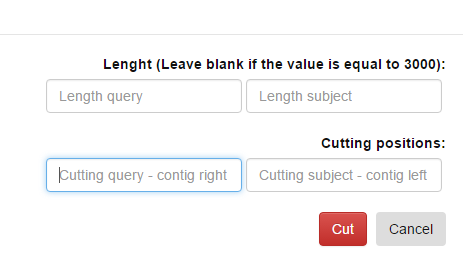 Lenght (Leave blank if the value is equal to 3000):
Length query Length subject
Cutting positions:
Cutting query - contig right Cutting subject - contig left
Cut Cancel